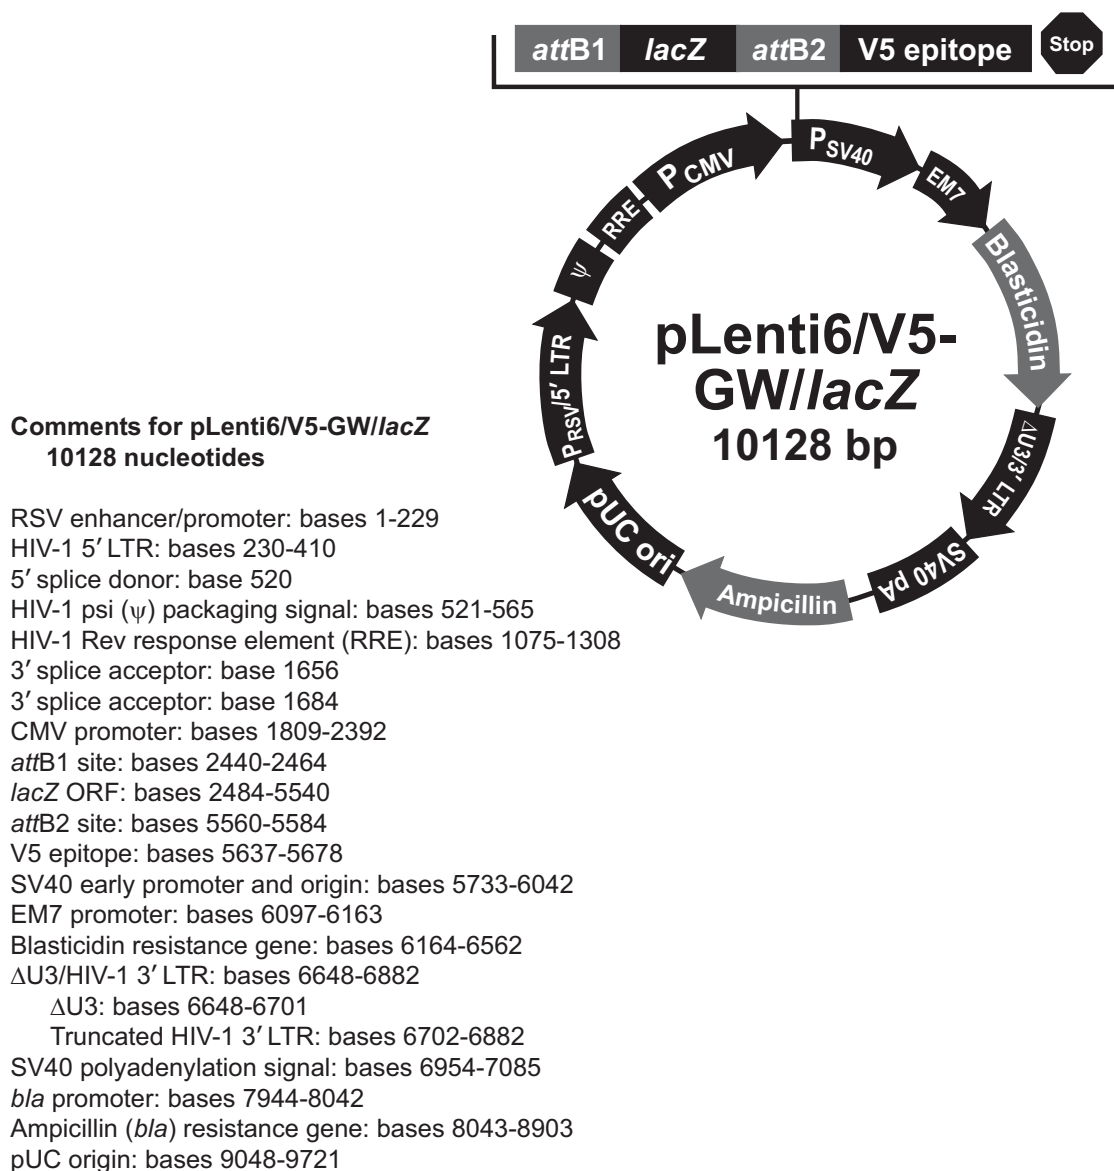 attB1 lacZ attB2 V5 epitope Stop
PCMV
PSV40
EM7
RRE
ψ
Blasticidin
PRSV/5′ LTR
pLenti6/V5-
GW/lacZ
10128 bp
ΔU3/3′ LTR
pUC ori
SV40 pA
Ampicillin
Comments for pLenti6/V5-GW/lacZ
10128 nucleotides
RSV enhancer/promoter: bases 1-229
HIV-1 5′ LTR: bases 230-410
5′ splice donor: base 520
HIV-1 psi (ψ) packaging signal: bases 521-565
HIV-1 Rev response element (RRE): bases 1075-1308
3′ splice acceptor: base 1656
3′ splice acceptor: base 1684
CMV promoter: bases 1809-2392
attB1 site: bases 2440-2464
lacZ ORF: bases 2484-5540
attB2 site: bases 5560-5584
V5 epitope: bases 5637-5678
SV40 early promoter and origin: bases 5733-6042
EM7 promoter: bases 6097-6163
Blasticidin resistance gene: bases 6164-6562
ΔU3/HIV-1 3′ LTR: bases 6648-6882
ΔU3: bases 6648-6701
Truncated HIV-1 3′ LTR: bases 6702-6882
SV40 polyadenylation signal: bases 6954-7085
bla promoter: bases 7944-8042
Ampicillin (bla) resistance gene: bases 8043-8903
pUC origin: bases 9048-9721